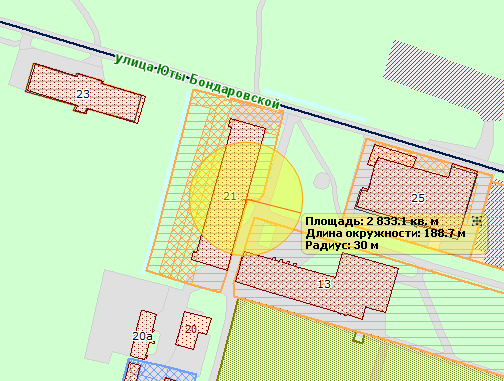 улица Юты Бондаровской
23
21
25
Площадь: 2 833.1 кв. м
Длина окружности: 188.7 м
Радиус: 30 м
13
20а
20